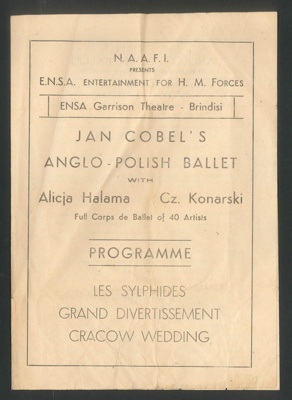 N. A. A. F. I.
PRESENTS
E.N.S.A. ENTERTAINMENT FOR H. M. FORCES
ENSA Garrison Theatre - Brindisi
JAN COBEL'S
ANGLO-POLISH BALLET
WITH
Alicja Halama Cz. Konarski
Full Corps de Ballet of 40 Artists
PROGRAMME
LES SYLPHIDES
GRAND DIVERTISSEMENT
CRACOW WEDDING